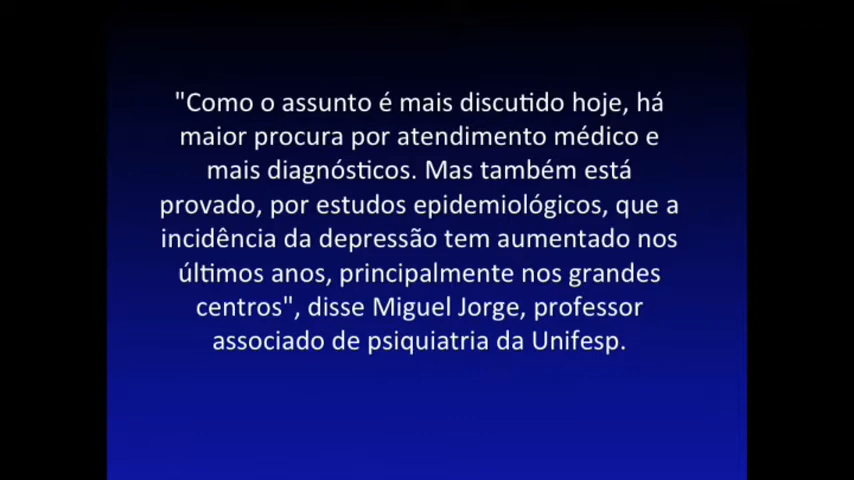 "Como o assunto é mais discutido hoje, há
maior procura por atendimento médico e
mais diagnósticos. Mas também está
provado, por estudos epidemiológicos, que a
incidência da depressão tem aumentado nos
últimos anos, principalmente nos grandes
centros", disse Miguel Jorge, professor
associado de psiquiatria da Unifesp.